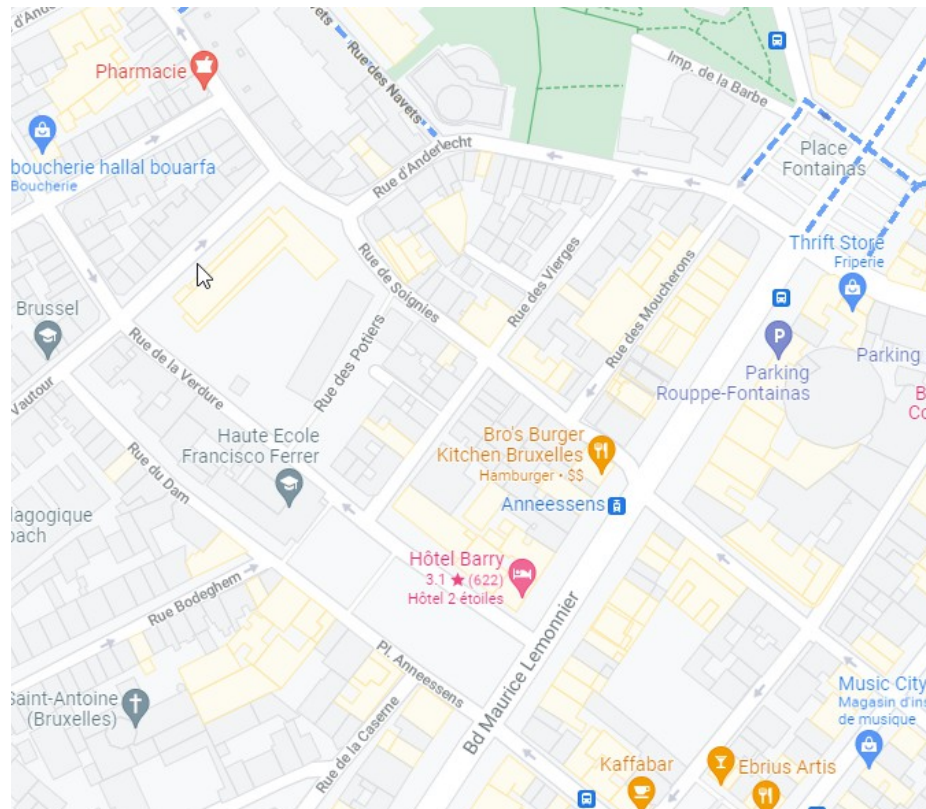 d'And
vets
Rue des Navets
Imp. de la Barbe
Pharmacie
Place
Fontainas
boucherie hallal bouarfa
Boucherie
Rue d'Anderlecht
Thrift Store
Friperie
Rue de Soignies
Rue des Vierges
Rue des Moucherons
Brussel
P
Parking
Rouppe-Fontainas
Parking
B
Co
Rue de la Verdure
Rue des Potiers
Vautour
Haute Ecole
Francisco Ferrer
Bro's Burger
Kitchen Bruxelles
Hamburger • $$
Rue du Dam
Anneessens
lagogique
bach
Hôtel Barry
3.1 ★ (622)
Hôtel 2 étoiles
Rue Bodeghem
Pl. Anneessens
Bd Maurice Lemonnier
Saint-Antoine
(Bruxelles)
Rue de la Caserne
Music City
Magasin d'ins
de musique
Kaffabar
Ebrius Artis